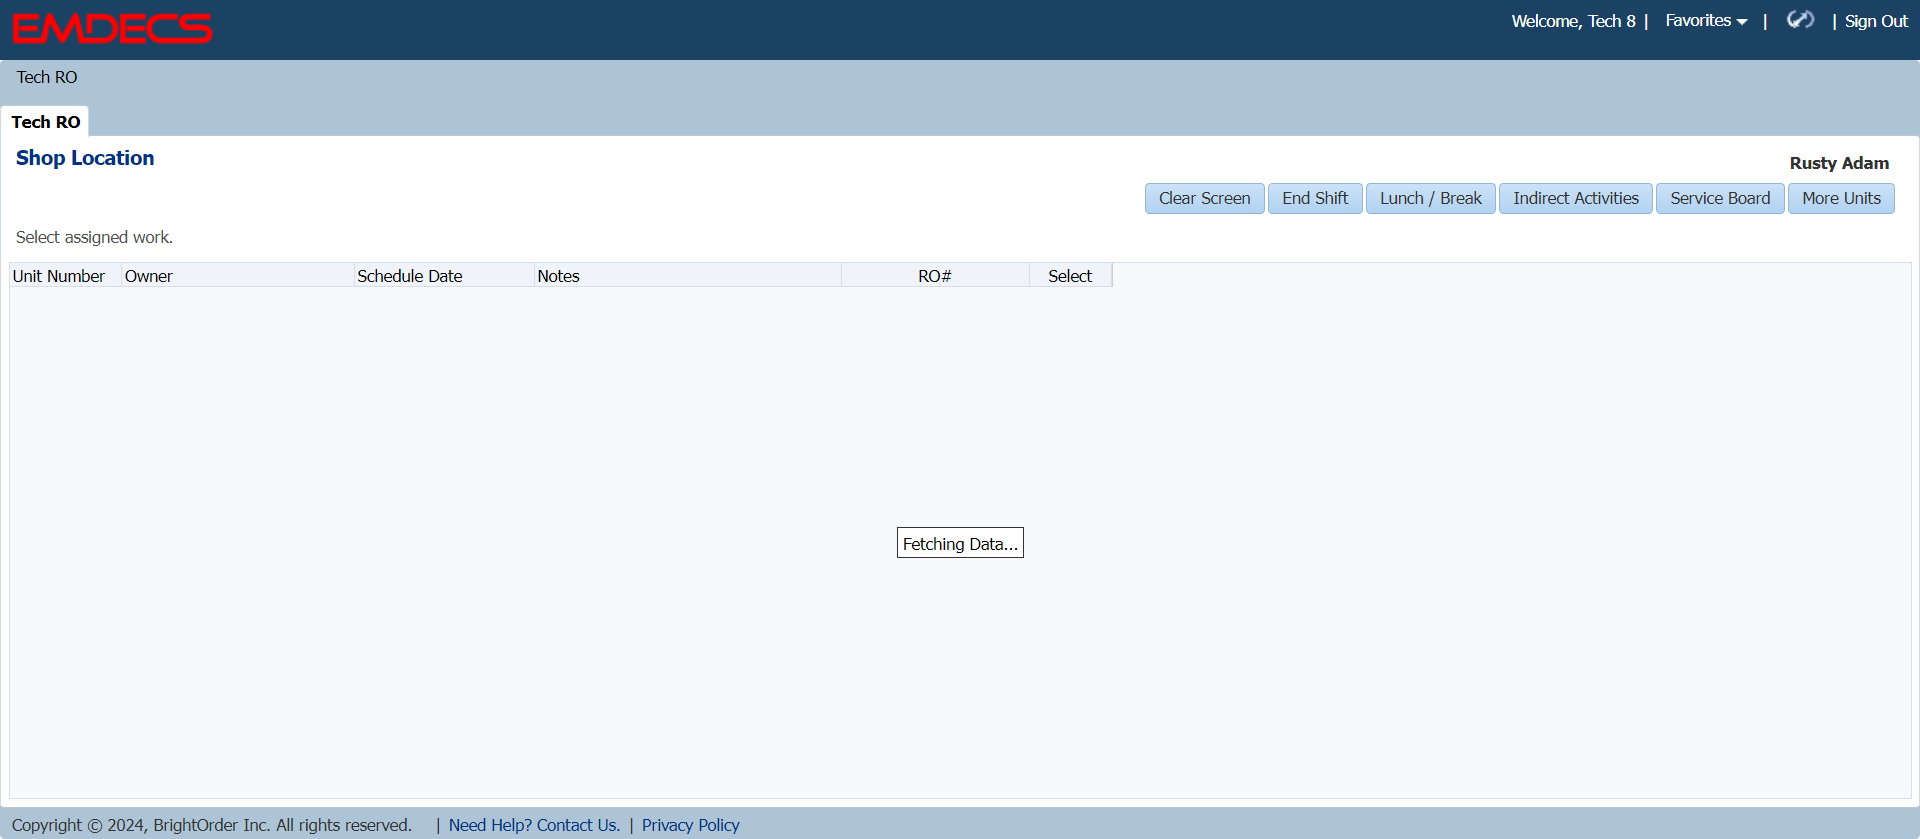 EMDECS
Welcome, Tech 8 | Favorites | | Sign Out
Tech RO
Tech RO
Shop Location
Rusty Adam
Clear Screen End Shift Lunch / Break Indirect Activities Service Board More Units
Select assigned work.
Unit Number Owner Schedule Date Notes RO# Select
Fetching Data...
Copyright © 2024, BrightOrder Inc. All rights reserved. | Need Help? Contact Us. | Privacy Policy